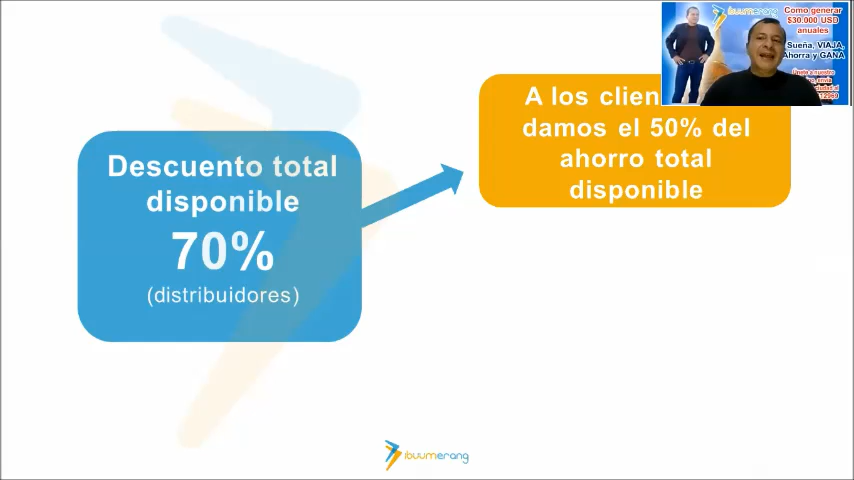 Descuento total
disponible
70%
(distribuidores)
A los clien
damos el 50% del
ahorro total
disponible
ibuumerang
Como generar
$30.000 USD
anuales
Sueña, VIAJA,
Ahorra y GANA
ibuumerang